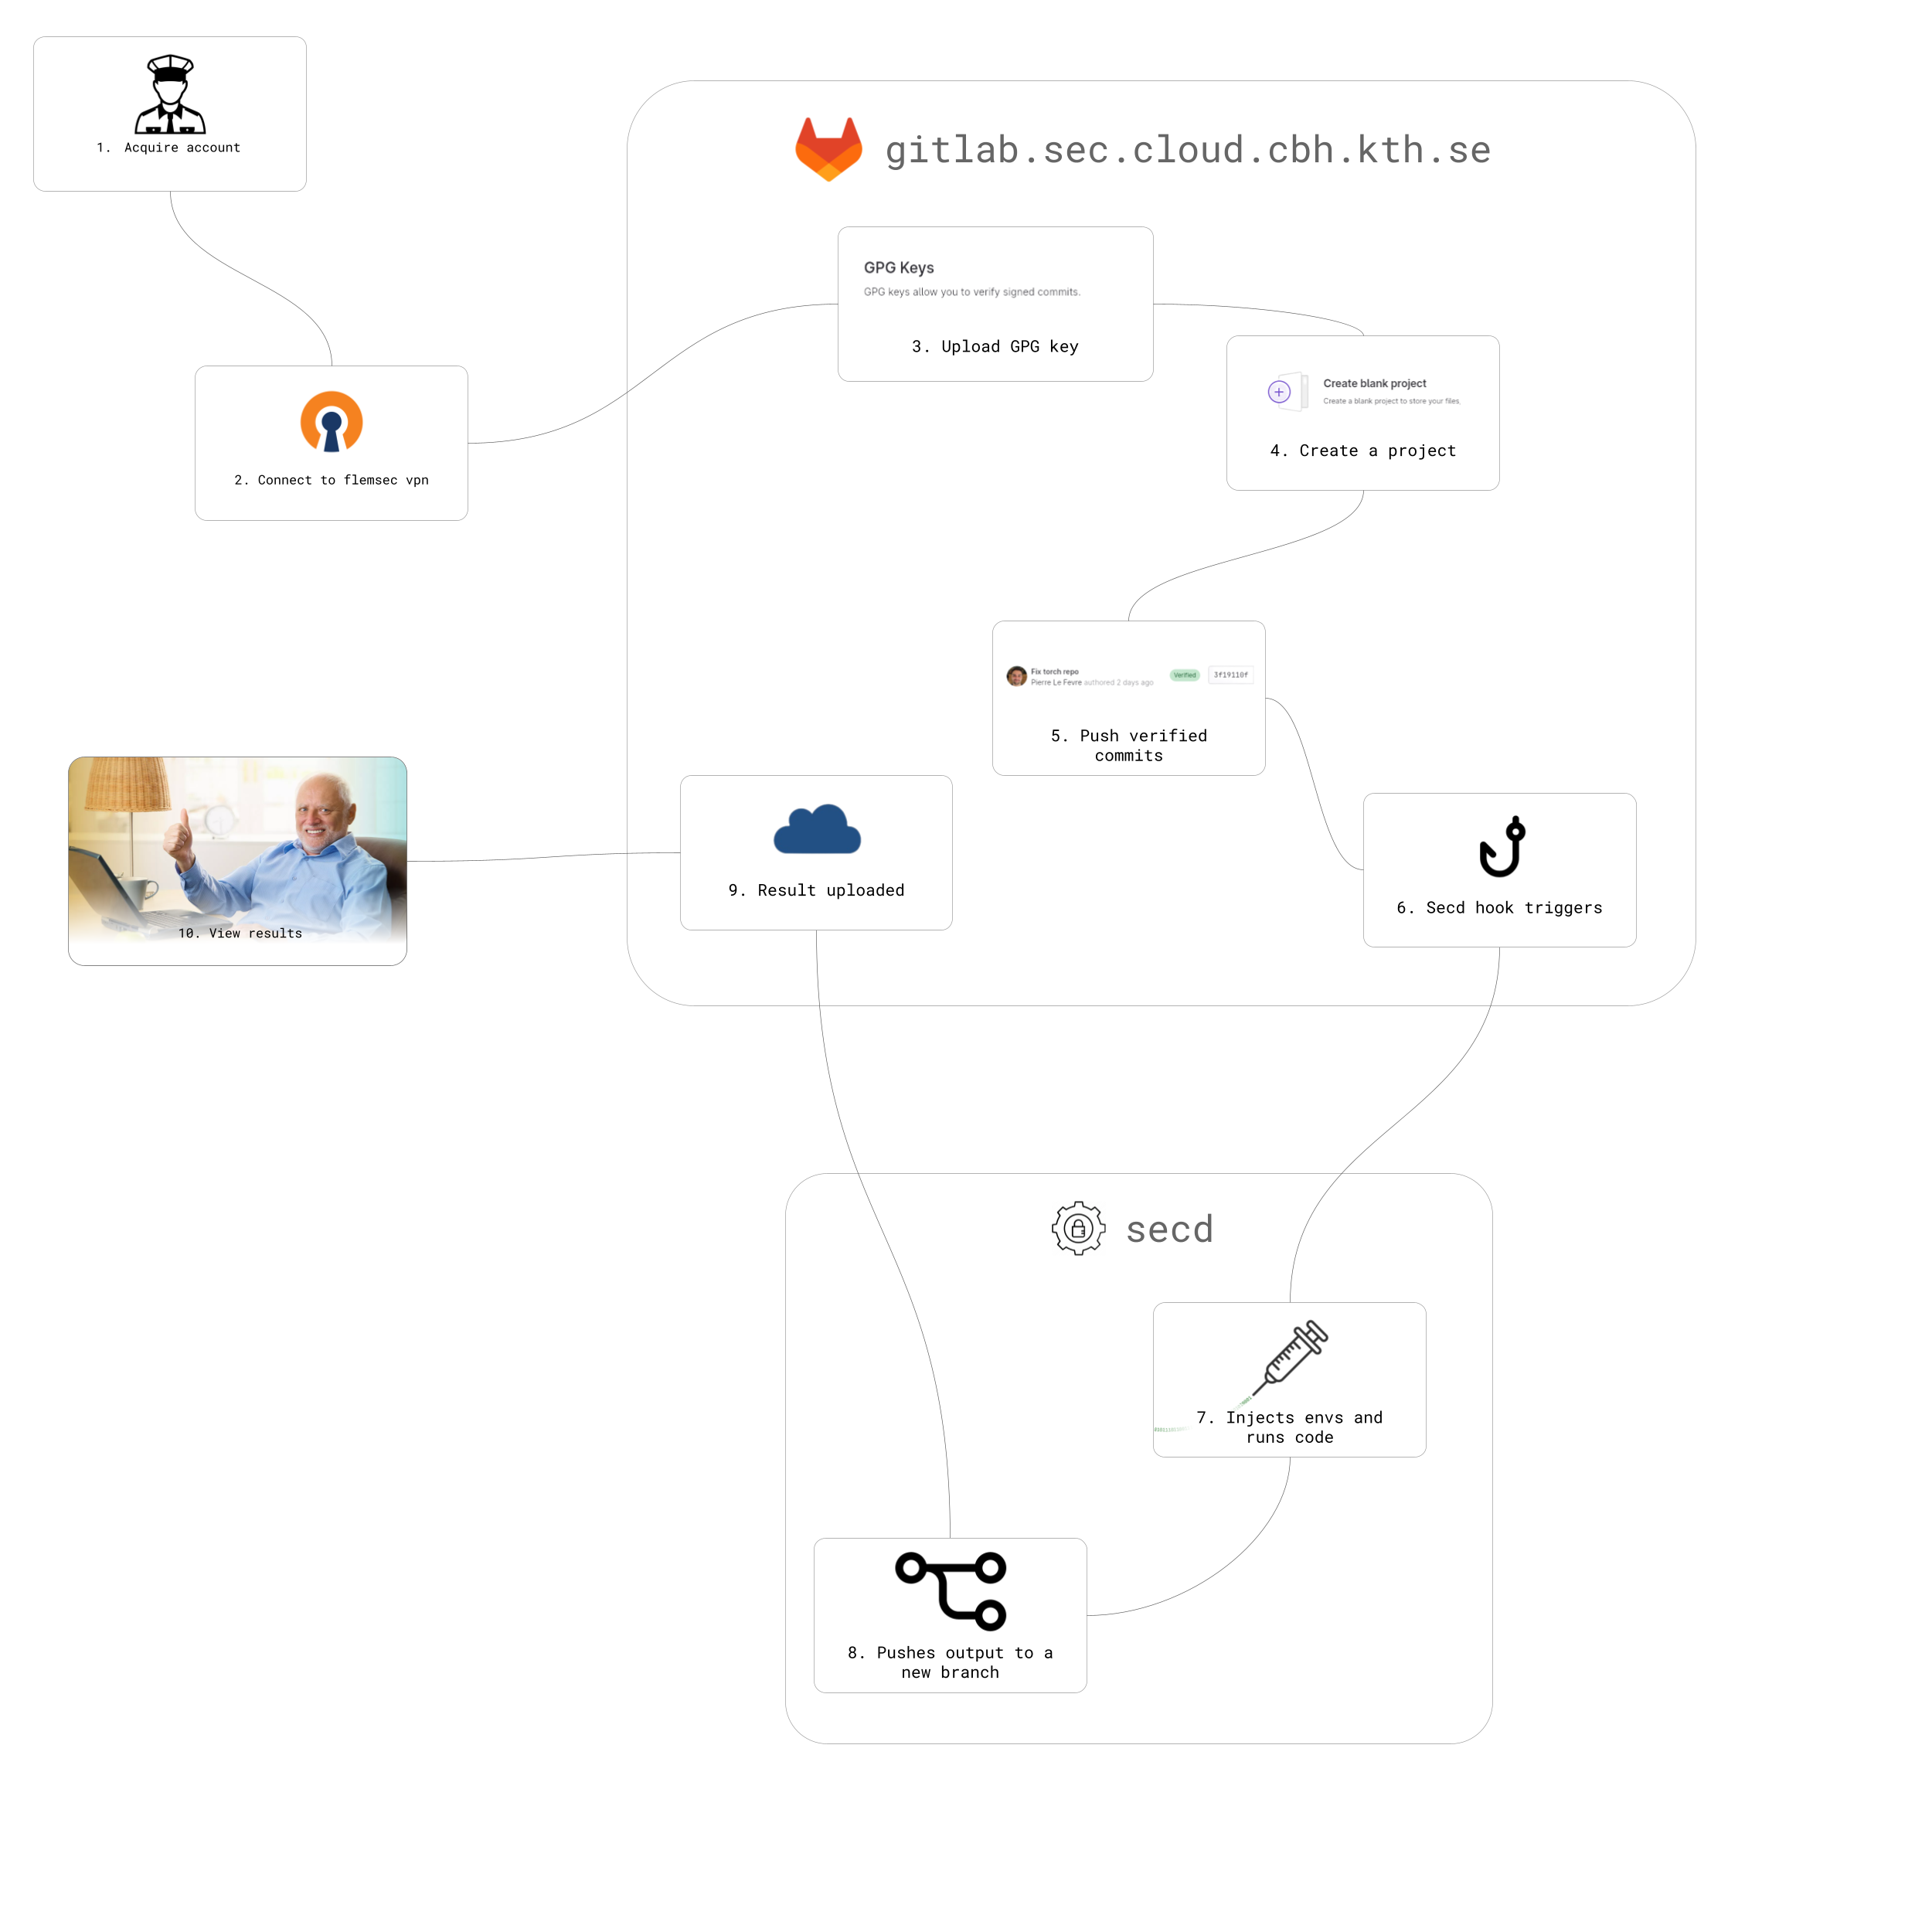 1. Acquire account
gitlab.sec.cloud.cbh.kth.se
GPG Keys
GPG keys allow you to verify signed commits.
3. Upload GPG key
Create blank project
Create a blank project to store your files.
4. Create a project
2. Connect to flemsec vpn
Fix torch repo
Pierre Le Fevre authored 2 days ago
Verified
3f19110f
5. Push verified
commits
9. Result uploaded
6. Secd hook triggers
10. View results
secd
7. Injects envs and
runs code
8. Pushes output to a
new branch